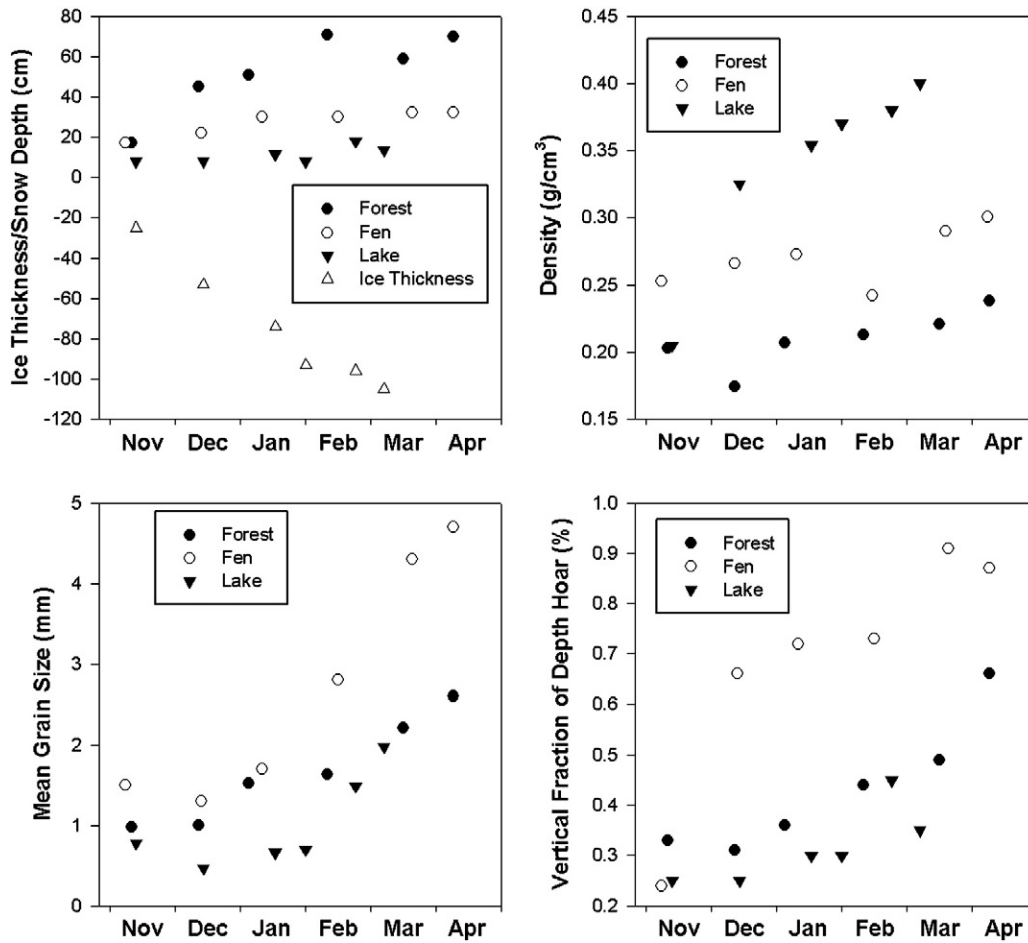 Ice Thickness/Snow Depth (cm)
80
60
40
20
0
-20
-40
-60
-80
-100
-120
Forest
Fen
Lake
Ice Thickness
Nov Dec Jan Feb Mar Apr
Density (g/cm³)
0.45
0.40
0.35
0.30
0.25
0.20
0.15
Forest
Fen
Lake
Nov Dec Jan Feb Mar Apr
Mean Grain Size (mm)
5
4
3
2
1
0
Forest
Fen
Lake
Nov Dec Jan Feb Mar Apr
Vertical Fraction of Depth Hoar (%)
1.0
0.9
0.8
0.7
0.6
0.5
0.4
0.3
0.2
Forest
Fen
Lake
Nov Dec Jan Feb Mar Apr